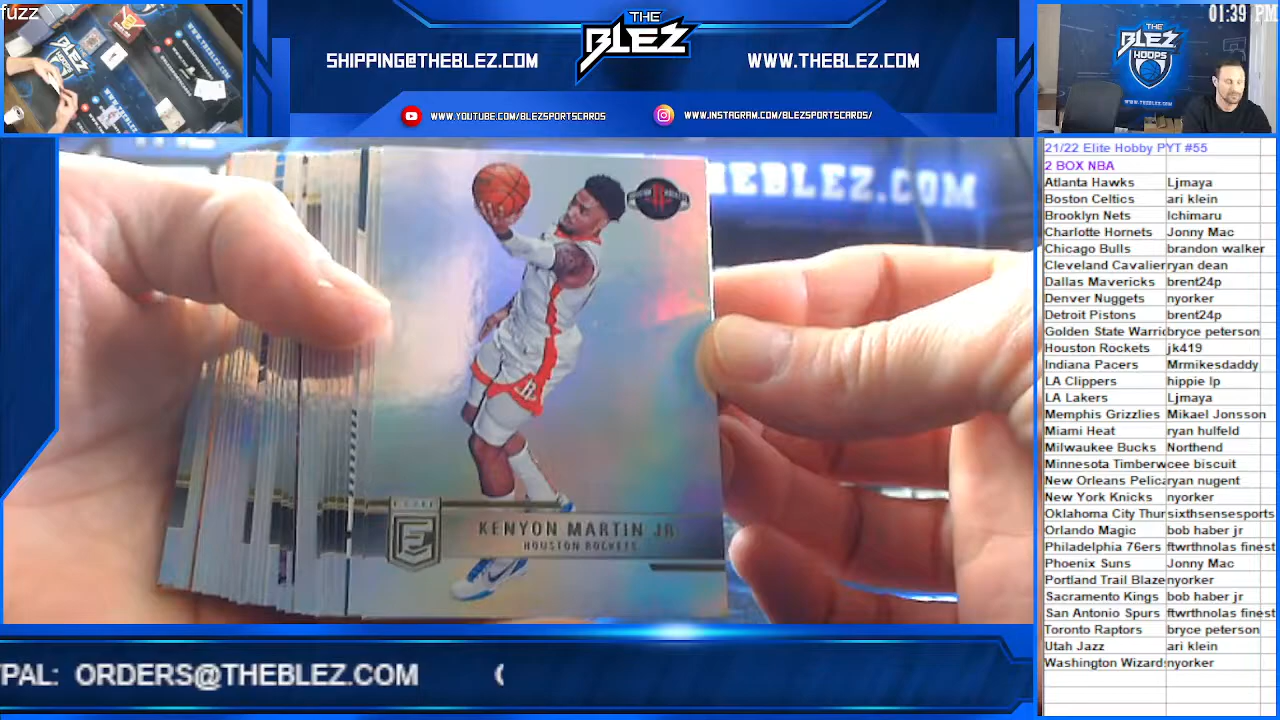 fuzz
SHIPPING@THEBLEZ.COM
THE
BLEZ
WWW.THEBLEZ.COM
WWW.YOUTUBE.COM/BLEZSPORTSCARDS
WWW.INSTAGRAM.COM/BLEZSPORTSCARDS/
01:39 PM
THE
BLEZ
HOOPS
WWW.THEBLEZ.COM
EBLEZ.COM
KENYON MARTIN JR
HOUSTON ROCKETS
YPAL: ORDERS@THEBLEZ.COM
21/22 Elite Hobby PYT #55
2 BOX NBA
Atlanta Hawks Ljmaya
Boston Celtics ari klein
Brooklyn Nets Ichimaru
Charlotte Hornets Jonny Mac
Chicago Bulls brandon walker
Cleveland Cavalier ryan dean
Dallas Mavericks brent24p
Denver Nuggets nyorker
Detroit Pistons brent24p
Golden State Warri bryce peterson
Houston Rockets jk419
Indiana Pacers Mrmikesdaddy
LA Clippers hippie lp
LA Lakers Ljmaya
Memphis Grizzlies Mikael Jonsson
Miami Heat ryan hulfeld
Milwaukee Bucks Northend
Minnesota Timberw cee biscuit
New Orleans Pelica ryan nugent
New York Knicks nyorker
Oklahoma City Thur sixthsensesports
Orlando Magic bob haber jr
Philadelphia 76ers ftwrthnolas finest
Phoenix Suns Jonny Mac
Portland Trail Blaze nyorker
Sacramento Kings bob haber jr
San Antonio Spurs ftwrthnolas finest
Toronto Raptors bryce peterson
Utah Jazz ari klein
Washington Wizard nyorker